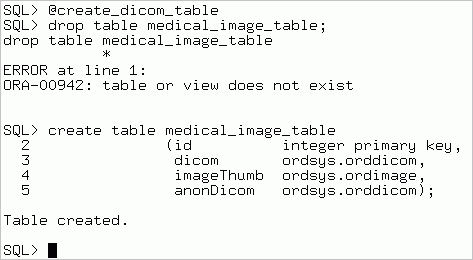 SQL> @create_dicom_table
SQL> drop table medical_image_table;
drop table medical_image_table
           *
ERROR at line 1:
ORA-00942: table or view does not exist
SQL> create table medical_image_table
  2              (id         integer primary key,
  3               dicom      ordsys.orddicom,
  4               imageThumb ordsys.ordimage,
  5               anonDicom  ordsys.orddicom);
Table created.
SQL>